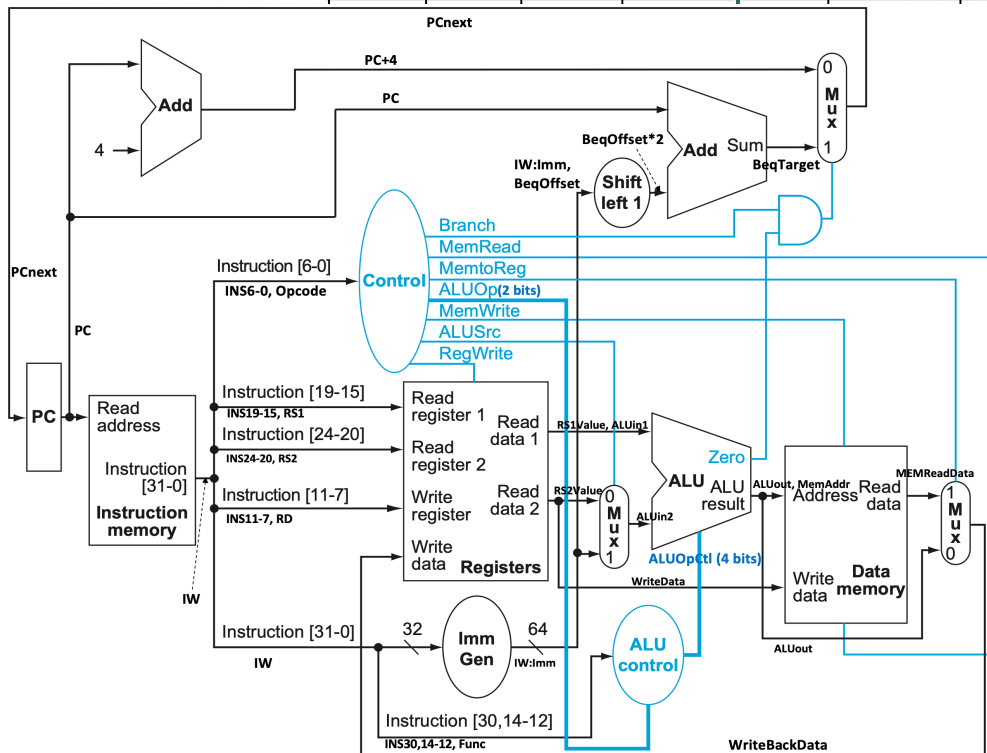 PCnext
PC+4
0
Mux
1
Add
4
PC
BeqOffset*2
Add
Sum
BeqTarget
IW:Imm,
BeqOffset
Shift
left 1
Branch
MemRead
MemtoReg
ALUOp(2 bits)
MemWrite
ALUSrc
RegWrite
Control
Instruction [6-0]
INS6-0, Opcode
PCnext
PC
PC
Read
address
Instruction
[31-0]
Instruction
memory
IW
Instruction [19-15]
INS19-15, RS1
Instruction [24-20]
INS24-20, RS2
Instruction [11-7]
INS11-7, RD
Read
register 1
Read
register 2
Write
register
Write
data
Read
data 1
Read
data 2
Registers
RS1Value, ALUin1
RS2Value
0
Mux
1
ALUin2
Zero
ALU
ALU
result
ALUOpCtl (4 bits)
WriteData
ALUout, MemAddr
Address
Read
data
Write
data
Data
memory
MEMReadData
1
Mux
0
ALUout
Instruction [31-0]
IW
32
Imm
Gen
64
IW:Imm
ALU
control
Instruction [30,14-12]
INS30,14-12, Func
WriteBackData